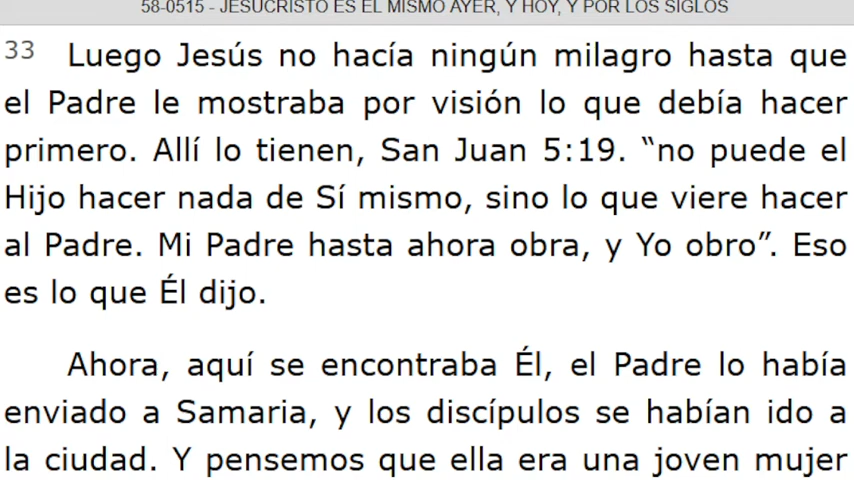 58-0515 - JESUCRISTO ES EL MISMO AYER, Y HOY, Y POR LOS SIGLOS
33 Luego Jesús no hacía ningún milagro hasta que
el Padre le mostraba por visión lo que debía hacer
primero. Allí lo tienen, San Juan 5:19. “no puede el
Hijo hacer nada de Sí mismo, sino lo que viere hacer
al Padre. Mi Padre hasta ahora obra, y Yo obro”. Eso
es lo que Él dijo.
Ahora, aquí se encontraba Él, el Padre lo había
enviado a Samaria, y los discípulos se habían ido a
la ciudad. Y pensemos que ella era una joven mujer